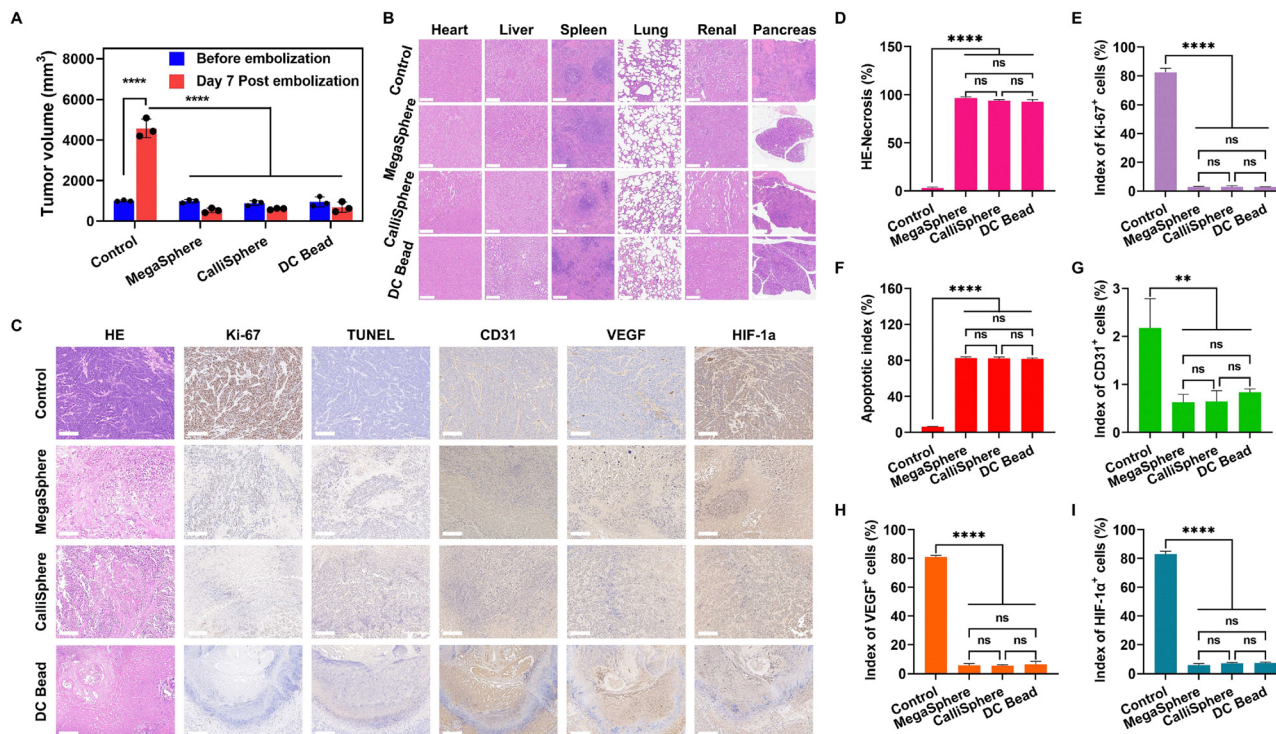 A
Tumor volume (mm³)
8000
6000
4000
2000
0
Before embolization
Day 7 Post embolization
****
****
Control
MegaSphere
CalliSphere
DC Bead
B
Heart Liver Spleen Lung Renal Pancreas
Control
MegaSphere
CalliSphere
DC Bead
C
HE Ki-67 TUNEL CD31 VEGF HIF-1a
Control
MegaSphere
CalliSphere
DC Bead
D
HE-Necrosis (%)
150
100
50
0
****
ns
ns ns
Control
MegaSphere
CalliSphere
DC Bead
E
Index of Ki-67⁺ cells (%)
100
80
60
40
20
0
****
ns
ns ns
Control
MegaSphere
CalliSphere
DC Bead
F
Apoptotic index (%)
160
120
80
40
0
****
ns
ns ns
Control
MegaSphere
CalliSphere
DC Bead
G
Index of CD31⁺ cells (%)
3
2
1
0
**
ns
ns ns
Control
MegaSphere
CalliSphere
DC Bead
H
Index of VEGF⁺ cells (%)
100
80
60
40
20
0
****
ns
ns ns
Control
MegaSphere
CalliSphere
DC Bead
I
Index of HIF-1α⁺ cells (%)
100
80
60
40
20
0
****
ns
ns ns
Control
MegaSphere
CalliSphere
DC Bead